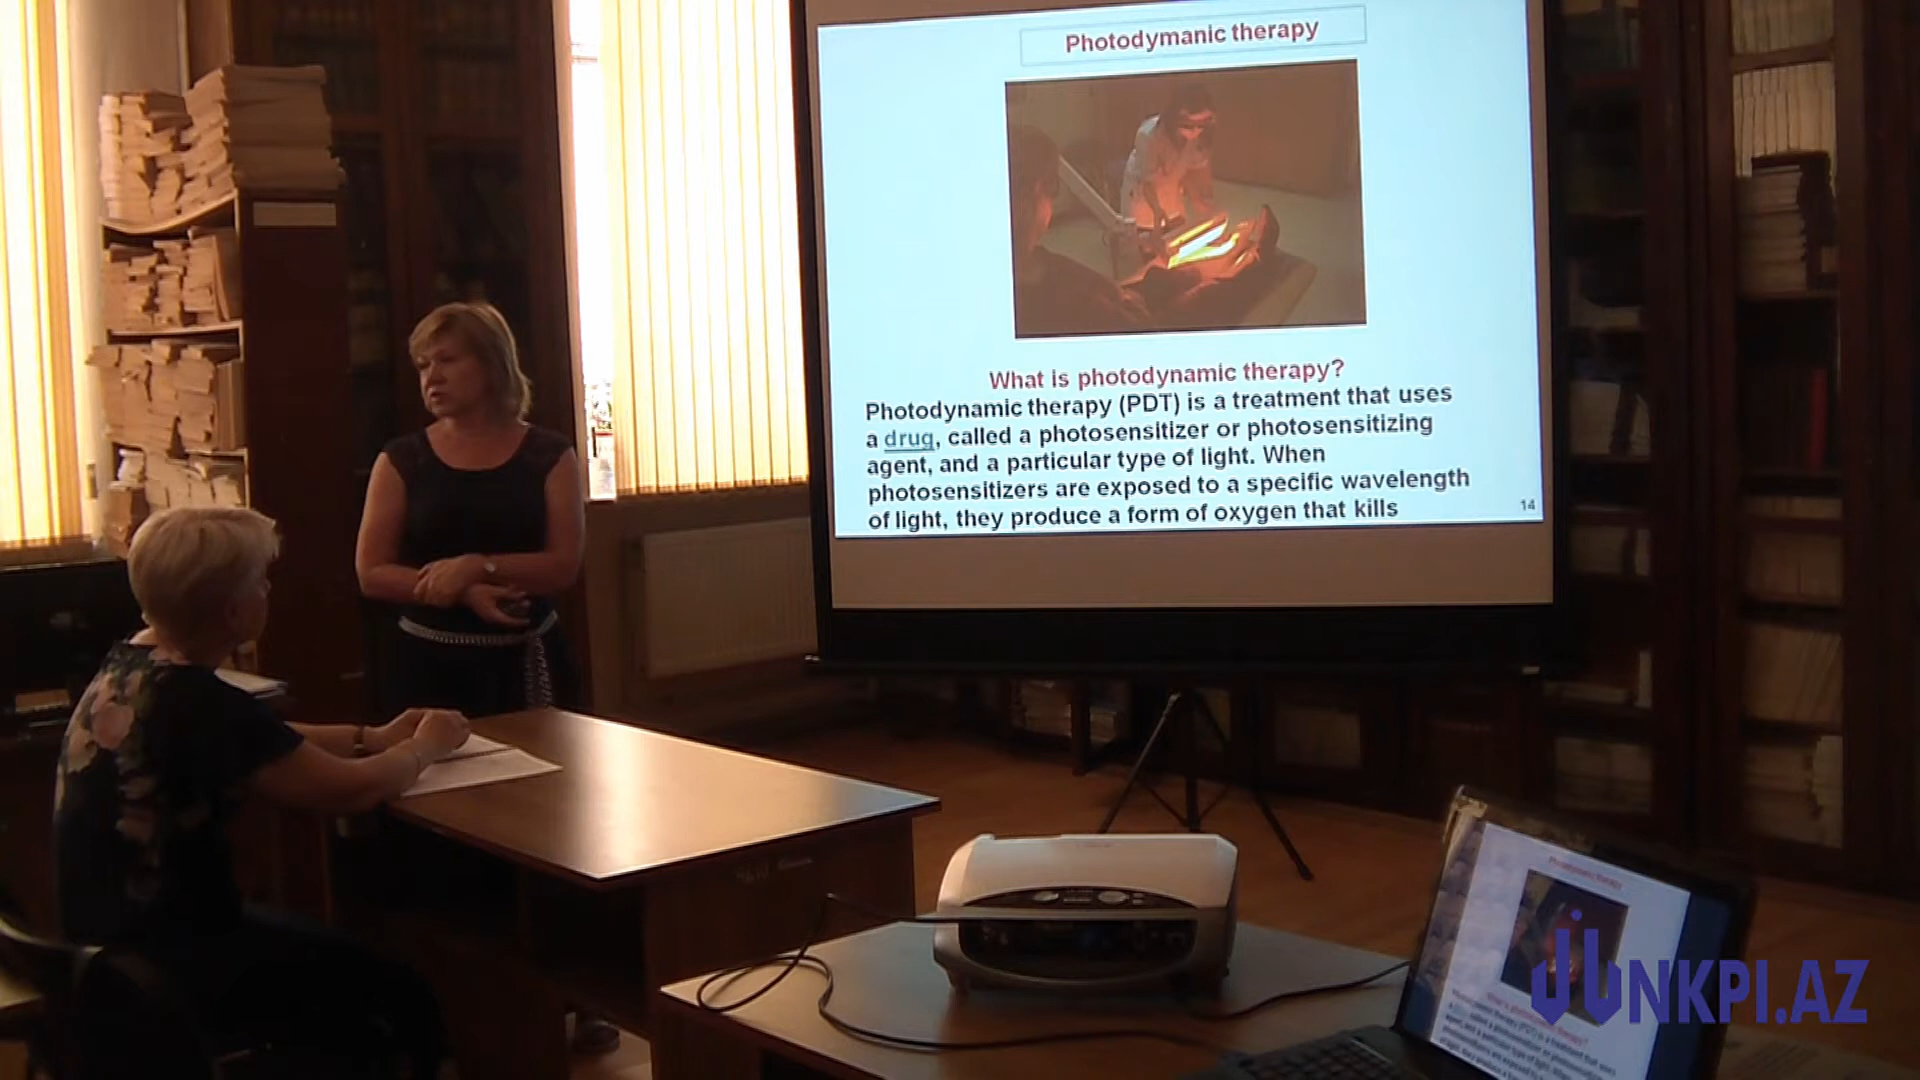 Photodymanic therapy
What is photodynamic therapy?
Photodynamic therapy (PDT) is a treatment that uses
a drug, called a photosensitizer or photosensitizing
agent, and a particular type of light. When
photosensitizers are exposed to a specific wavelength
of light, they produce a form of oxygen that kills
14
UNKPI.AZ